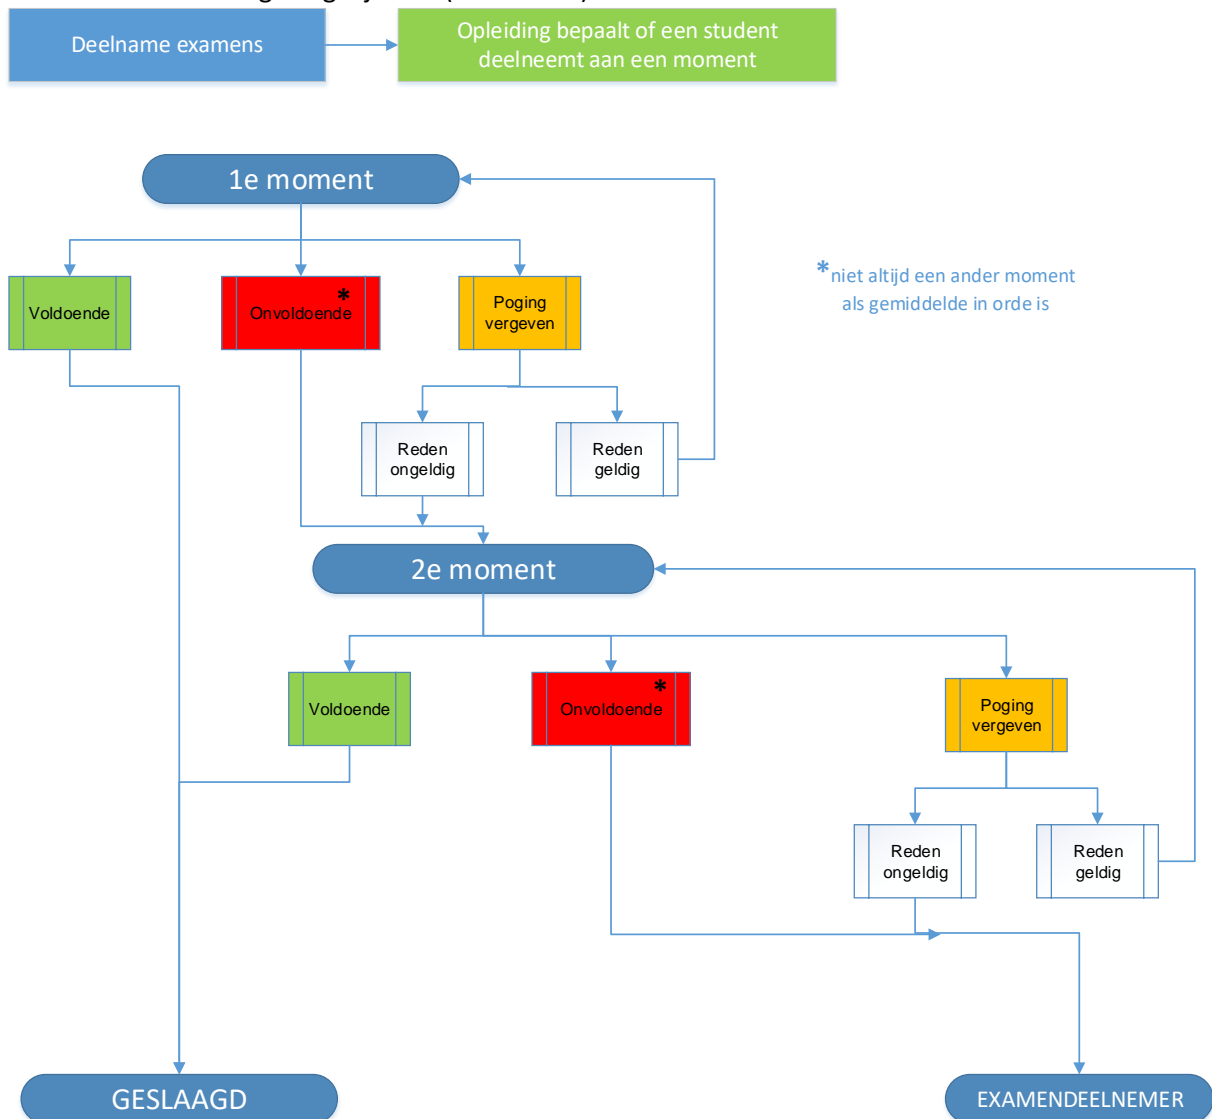 Deelname examens
Opleiding bepaalt of een student
deelneemt aan een moment
1e moment
*niet altijd een ander moment
als gemiddelde in orde is
Voldoende
*
Onvoldoende
Poging
vergeven
Reden
ongeldig
Reden
geldig
2e moment
Voldoende
*
Onvoldoende
Poging
vergeven
Reden
ongeldig
Reden
geldig
GESLAAGD
EXAMENDEELNEMER